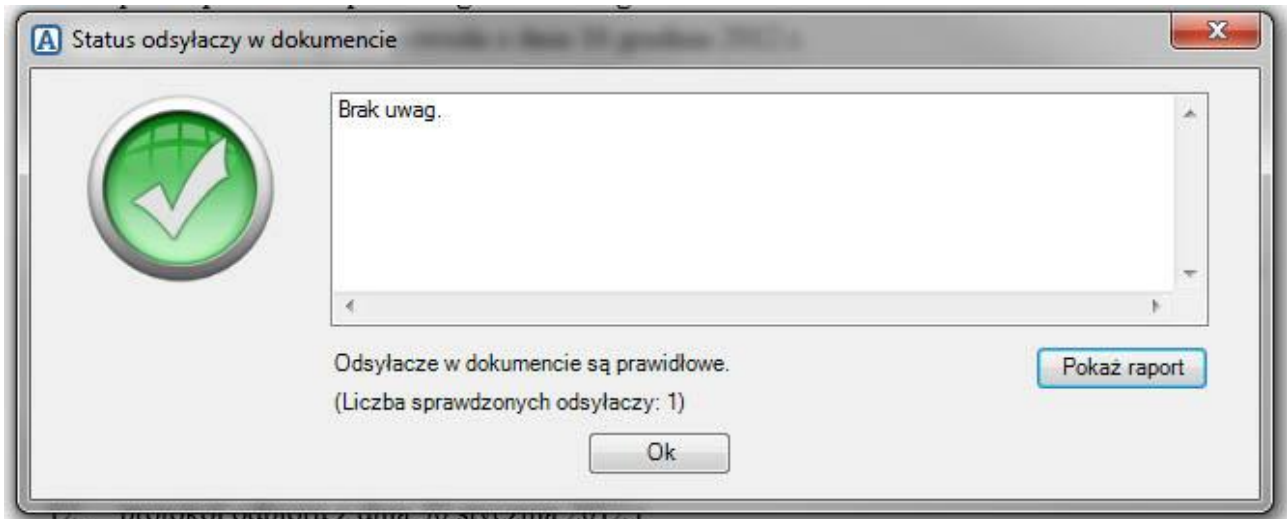 Status odsyłaczy w dokumencie
Brak uwag.
Odsyłacze w dokumencie są prawidłowe.
Pokaż raport
(Liczba sprawdzonych odsyłaczy: 1)
Ok